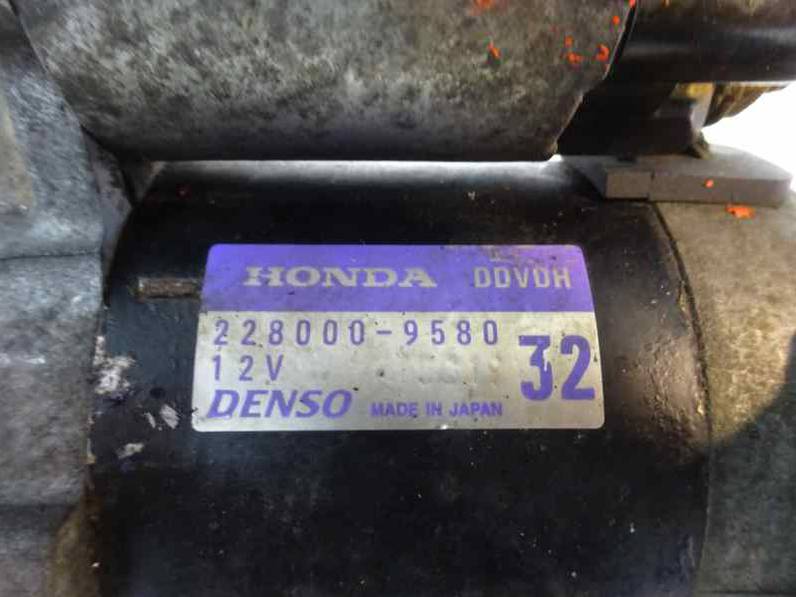 HONDA DDVDH
228000-9580
12V 32
DENSO MADE IN JAPAN